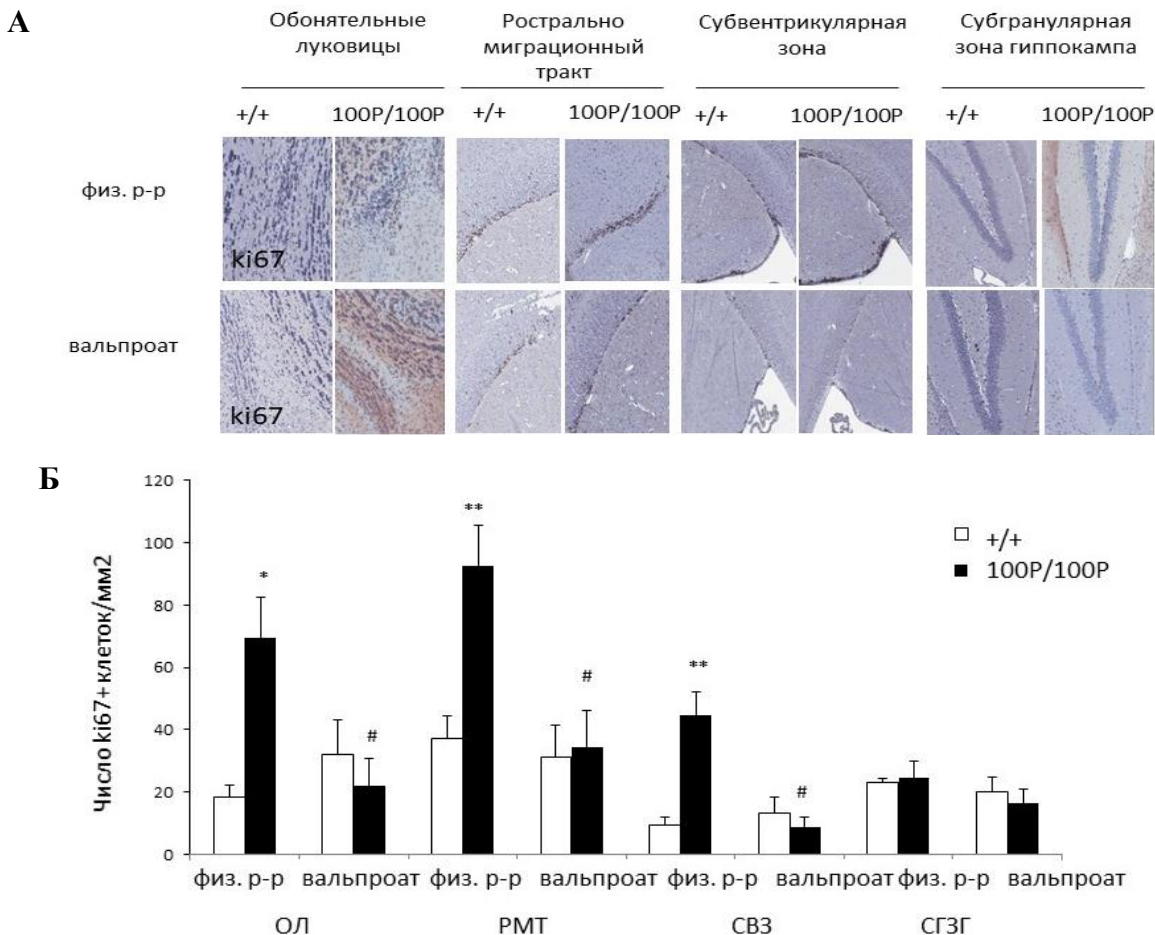 А
Обонятельные
луковицы
Рострально
миграционный
тракт
Субвентрикулярная
зона
Субгранулярная
зона гиппокампа
+/+ 100P/100P +/+ 100P/100P +/+ 100P/100P +/+ 100P/100P
физ. р-р
ki67
вальпроат
ki67
Б
Число ki67+ клеток/мм2
120
100
80
60
40
20
0
*
#
**
#
**
#
+/+
100P/100P
физ. р-р вальпроат физ. р-р вальпроат физ. р-р вальпроат физ. р-р вальпроат
ОЛ РМТ СВЗ СГЗГ